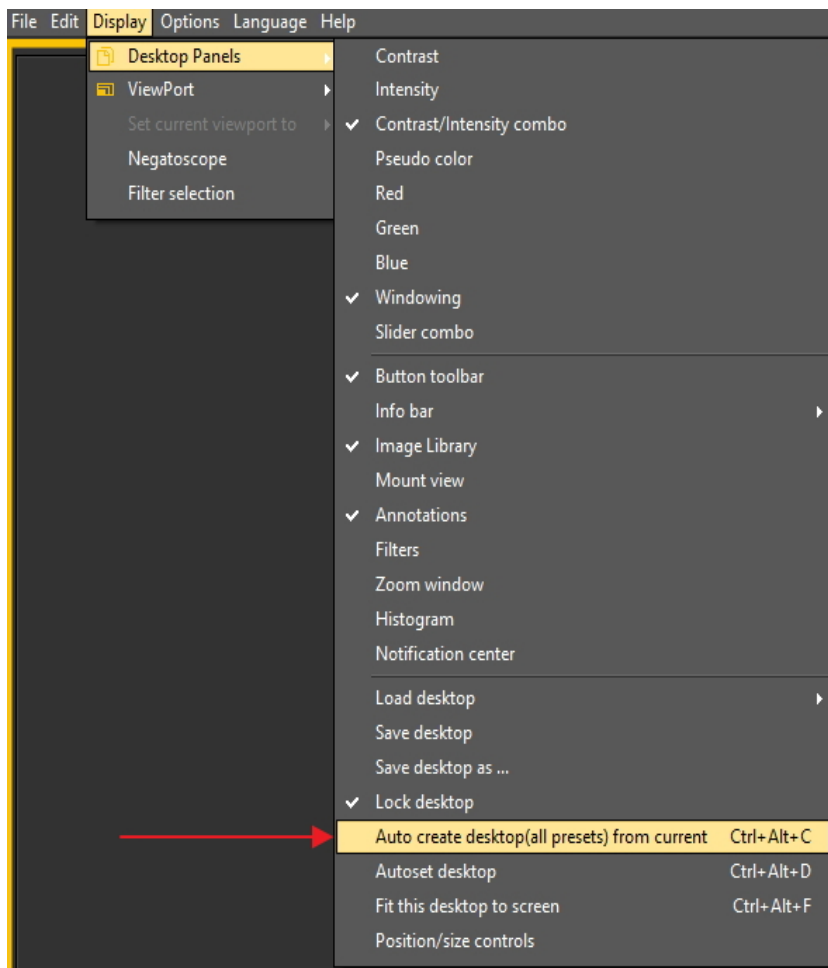 File Edit Display Options Language Help
Desktop Panels
ViewPort
Set current viewport to
Negatoscope
Filter selection
Contrast
Intensity
Contrast/Intensity combo
Pseudo color
Red
Green
Blue
Windowing
Slider combo
Button toolbar
Info bar
Image Library
Mount view
Annotations
Filters
Zoom window
Histogram
Notification center
Load desktop
Save desktop
Save desktop as ...
Lock desktop
Auto create desktop(all presets) from current Ctrl+Alt+C
Autoset desktop Ctrl+Alt+D
Fit this desktop to screen Ctrl+Alt+F
Position/size controls